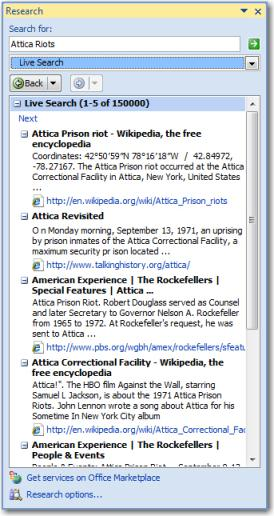 Research
Search for:
Attica Riots
Live Search
Back
Live Search (1-5 of 150000)
Next
Attica Prison riot - Wikipedia, the free
encyclopedia
Coordinates: 42°50′59″N 78°16′18″W / 42.84972,
-78.27167. The Attica Prison riot occurred at the Attica
Correctional Facility in Attica, New York, United States
...
http://en.wikipedia.org/wiki/Attica_Prison_riots
Attica Revisited
O n Monday morning, September 13, 1971, an uprising
by prison inmates of the Attica Correctional Facility, a
maximum security pr ison located ...
http://www.talkinghistory.org/attica/
American Experience | The Rockefellers |
Special Features | Attica ...
Attica Prison Riot. Robert Douglass served as Counsel
and later Secretary to Governor Nelson A. Rockefeller
from 1965 to 1972. At Rockefeller's request, he was
sent to Attica ...
http://www.pbs.org/wgbh/amex/rockefellers/sfeatu
Attica Correctional Facility - Wikipedia, the
free encyclopedia
Attica!". The HBO film Against the Wall, starring
Samuel L Jackson, is about the 1971 Attica Prison
Riots. John Lennon wrote a song about Attica for his
Sometime In New York City album
http://en.wikipedia.org/wiki/Attica_Correctional_Fac
American Experience | The Rockefellers |
People & Events
People & Events: Attica Prison Riot - September 9-13,
Get services on Office Marketplace
Research options...